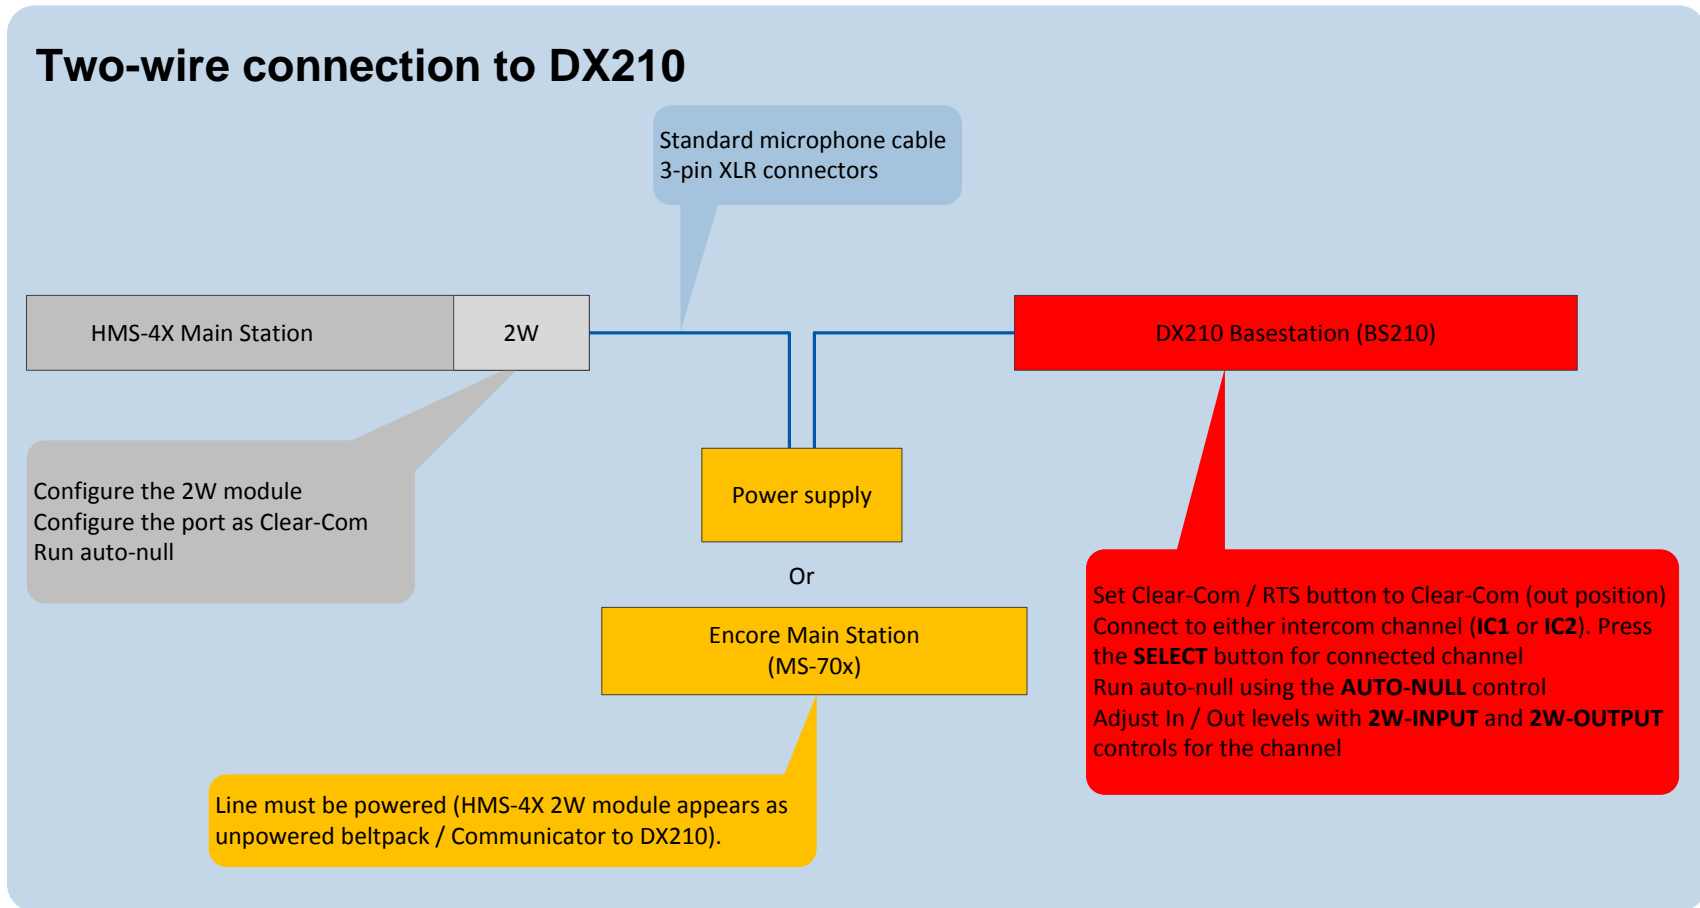 Two-wire connection to DX210
Standard microphone cable
3-pin XLR connectors
HMS-4X Main Station
2W
DX210 Basestation (BS210)
Configure the 2W module
Configure the port as Clear-Com
Run auto-null
Power supply
Or
Encore Main Station
(MS-70x)
Set Clear-Com / RTS button to Clear-Com (out position)
Connect to either intercom channel (IC1 or IC2). Press
the SELECT button for connected channel
Run auto-null using the AUTO-NULL control
Adjust In / Out levels with 2W-INPUT and 2W-OUTPUT
controls for the channel
Line must be powered (HMS-4X 2W module appears as
unpowered beltpack / Communicator to DX210).